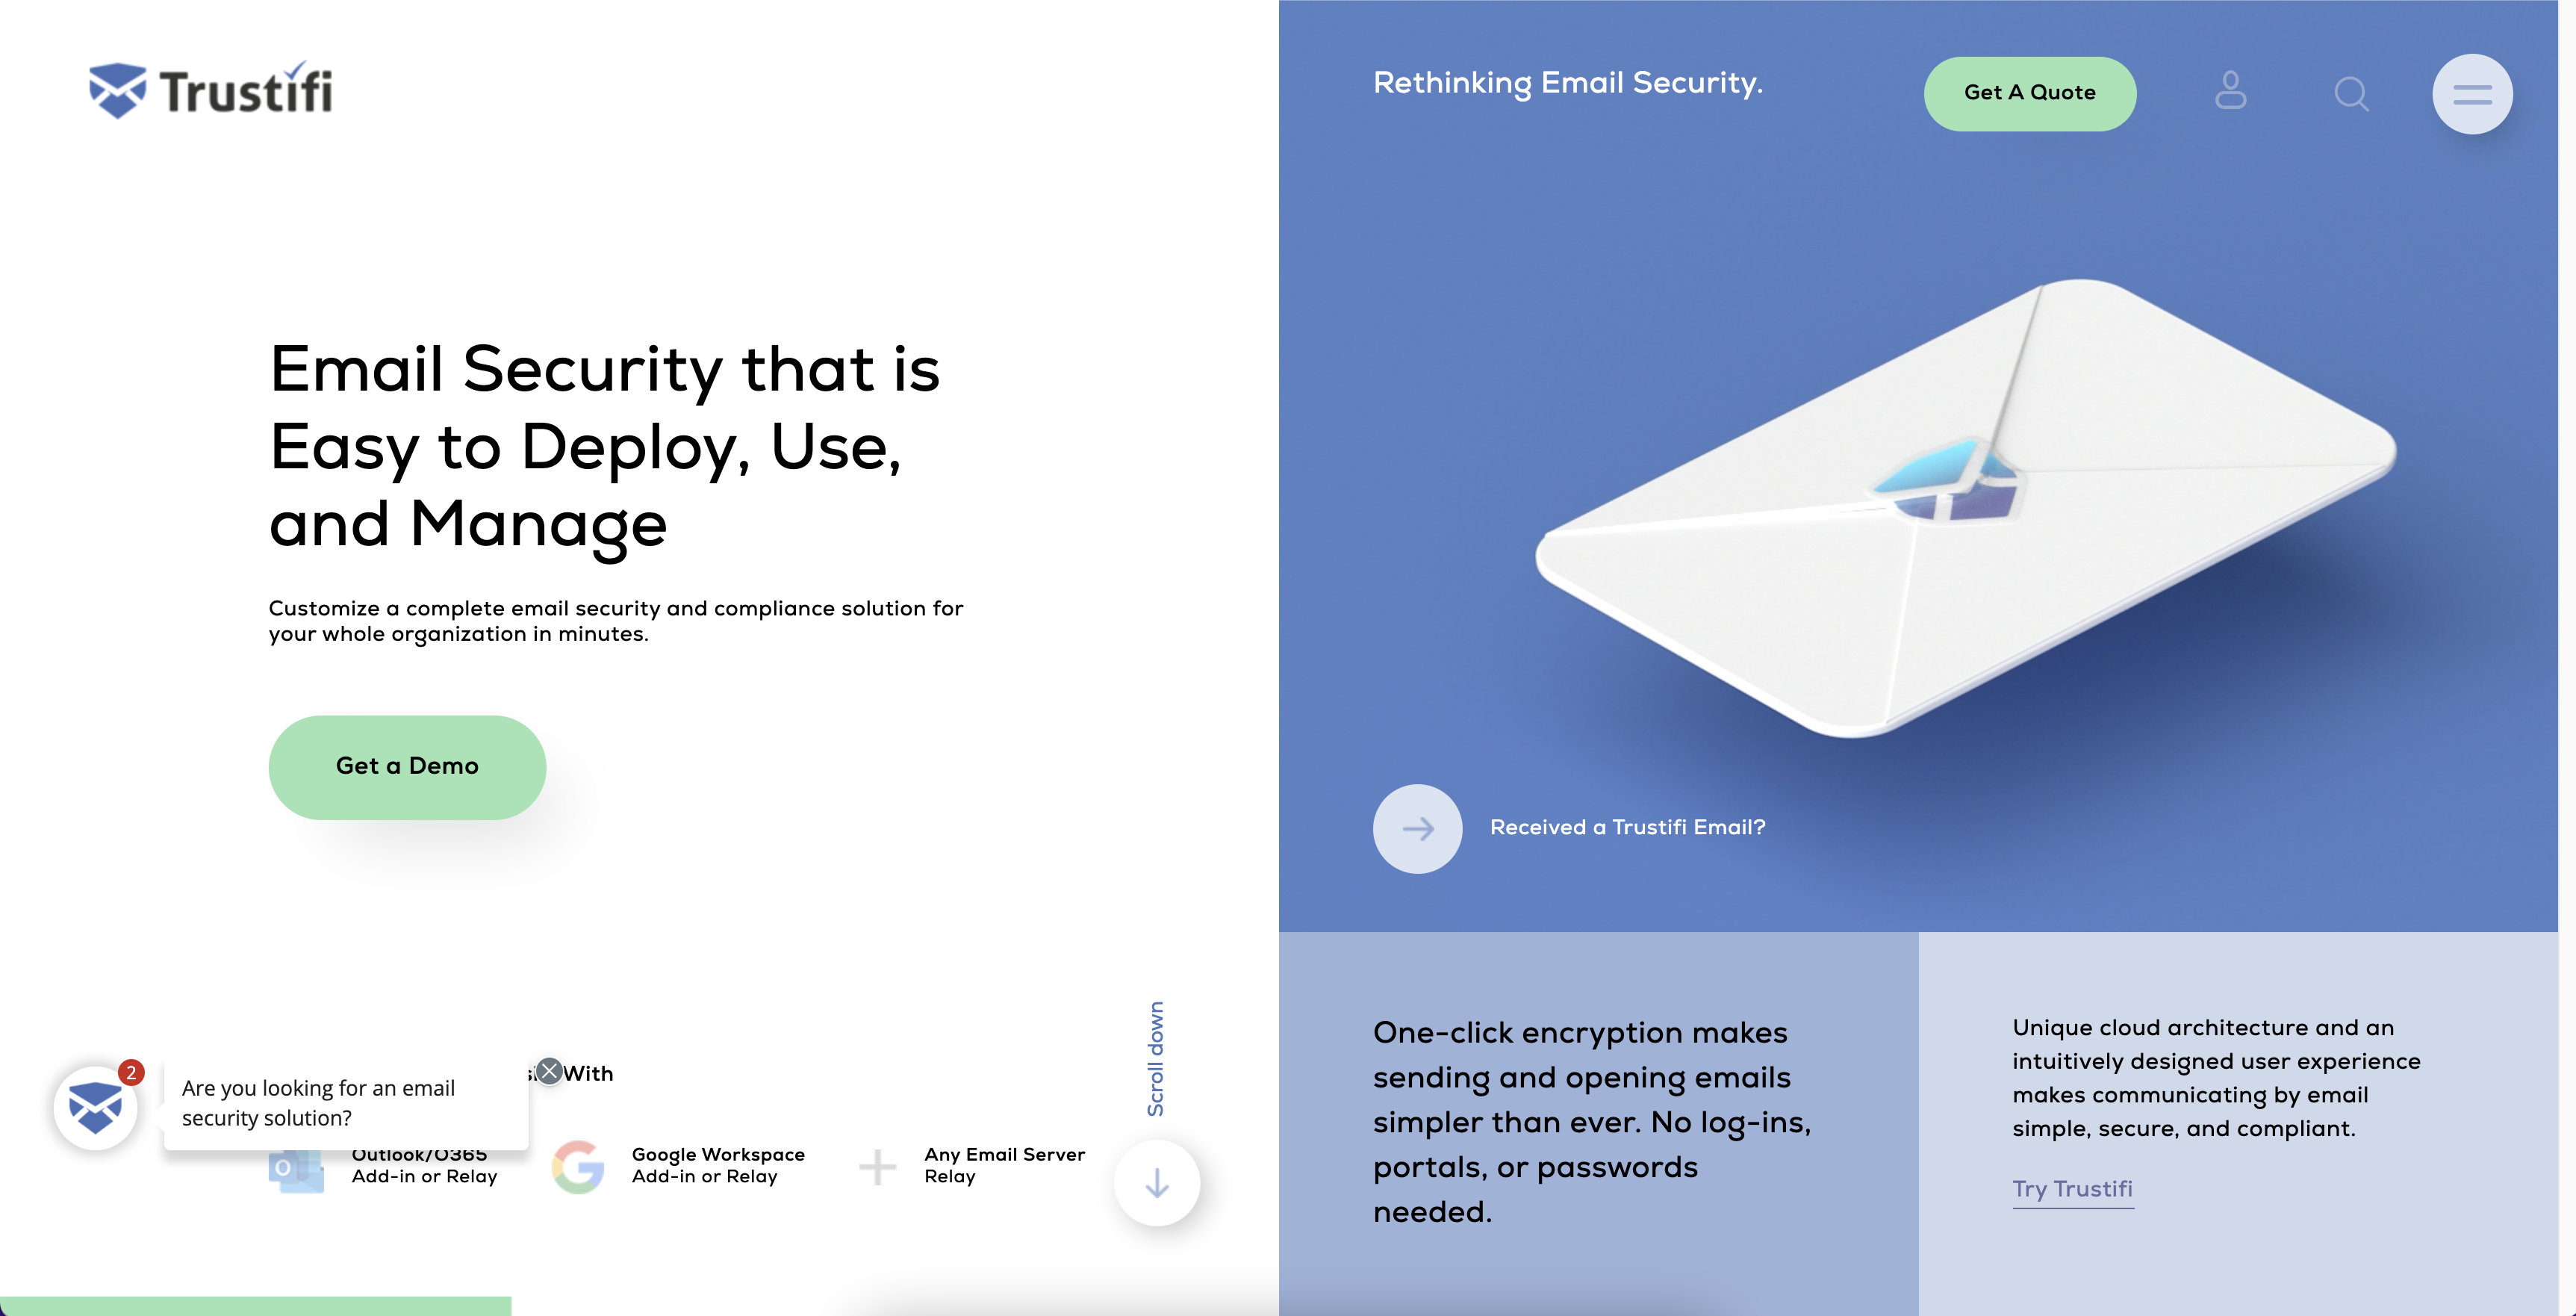 Trustifi
Rethinking Email Security.
Get A Quote
Email Security that is
Easy to Deploy, Use,
and Manage
Customize a complete email security and compliance solution for
your whole organization in minutes.
Get a Demo
Received a Trustifi Email?
Scroll down
With
2
Are you looking for an email
security solution?
Outlook/O365
Add-in or Relay
Google Workspace
Add-in or Relay
Any Email Server
Relay
One-click encryption makes
sending and opening emails
simpler than ever. No log-ins,
portals, or passwords
needed.
Unique cloud architecture and an
intuitively designed user experience
makes communicating by email
simple, secure, and compliant.
Try Trustifi